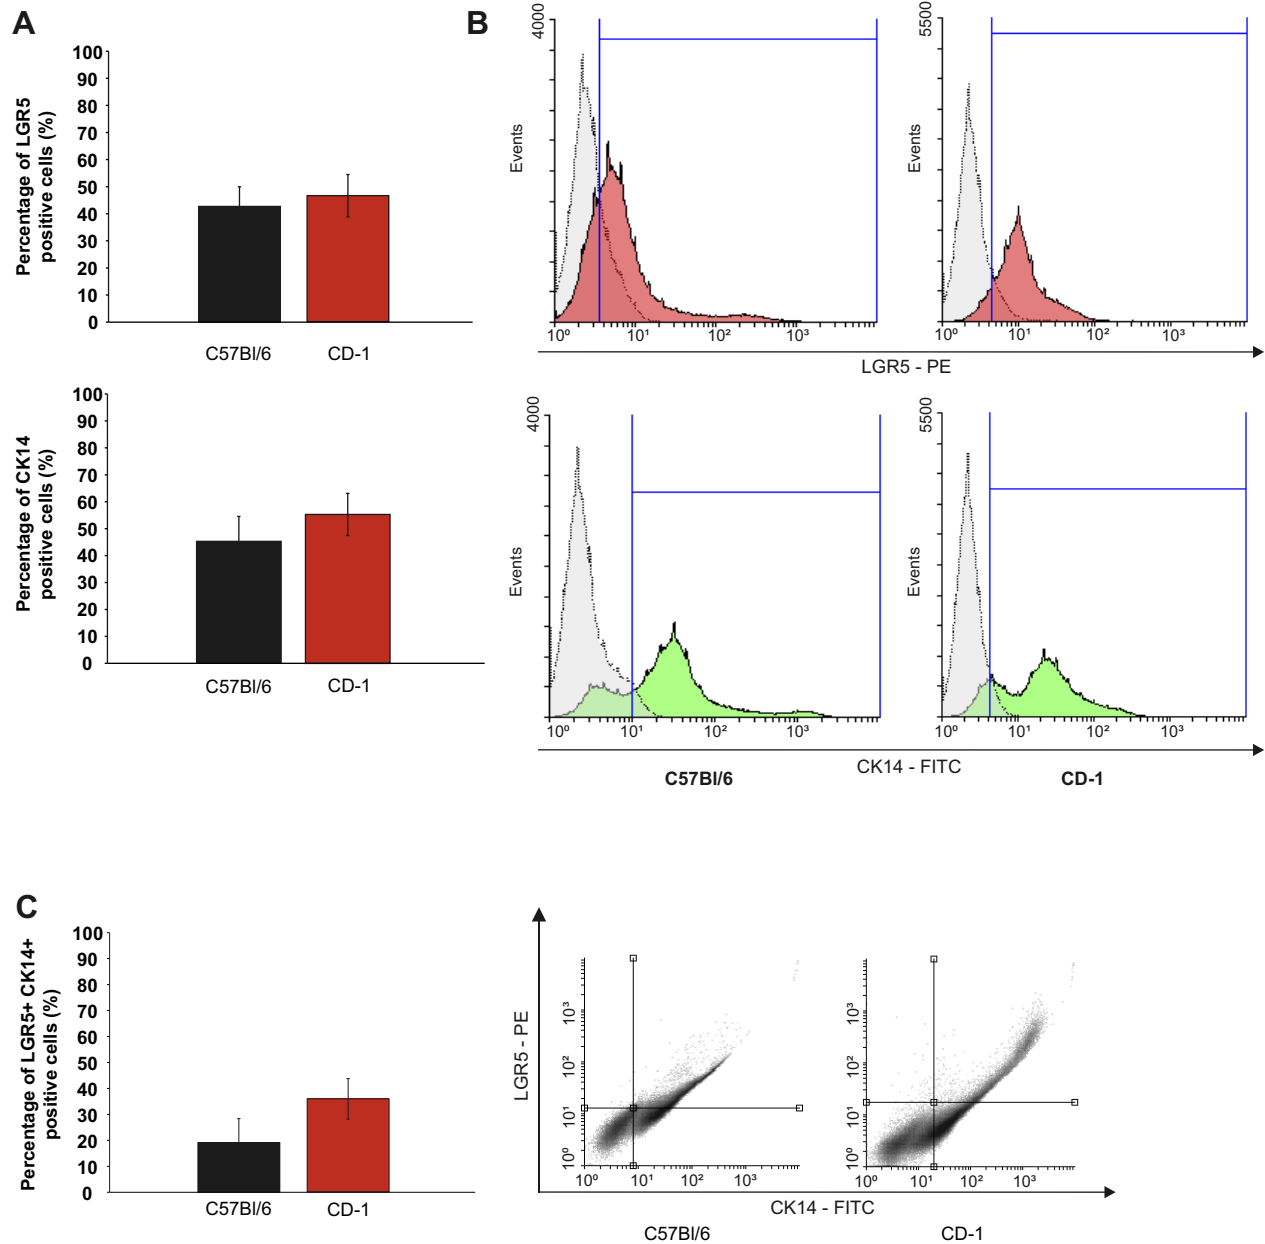 A
Percentage of LGR5
positive cells (%)
100
90
80
70
60
50
40
30
20
10
0
C57Bl/6 CD-1
Percentage of CK14
positive cells (%)
100
90
80
70
60
50
40
30
20
10
0
C57Bl/6 CD-1
B
4000
Events
10⁰ 10¹ 10² 10³
5500
Events
10⁰ 10¹ 10² 10³
LGR5 - PE
4000
Events
10⁰ 10¹ 10² 10³
5500
Events
10⁰ 10¹ 10² 10³
CK14 - FITC
C57Bl/6 CD-1
C
Percentage of LGR5+ CK14+
positive cells (%)
100
90
80
70
60
50
40
30
20
10
0
C57Bl/6 CD-1
LGR5 - PE
10³
10²
10¹
10⁰
10⁰ 10¹ 10² 10³
10³
10²
10¹
10⁰
10⁰ 10¹ 10² 10³
CK14 - FITC
C57Bl/6 CD-1